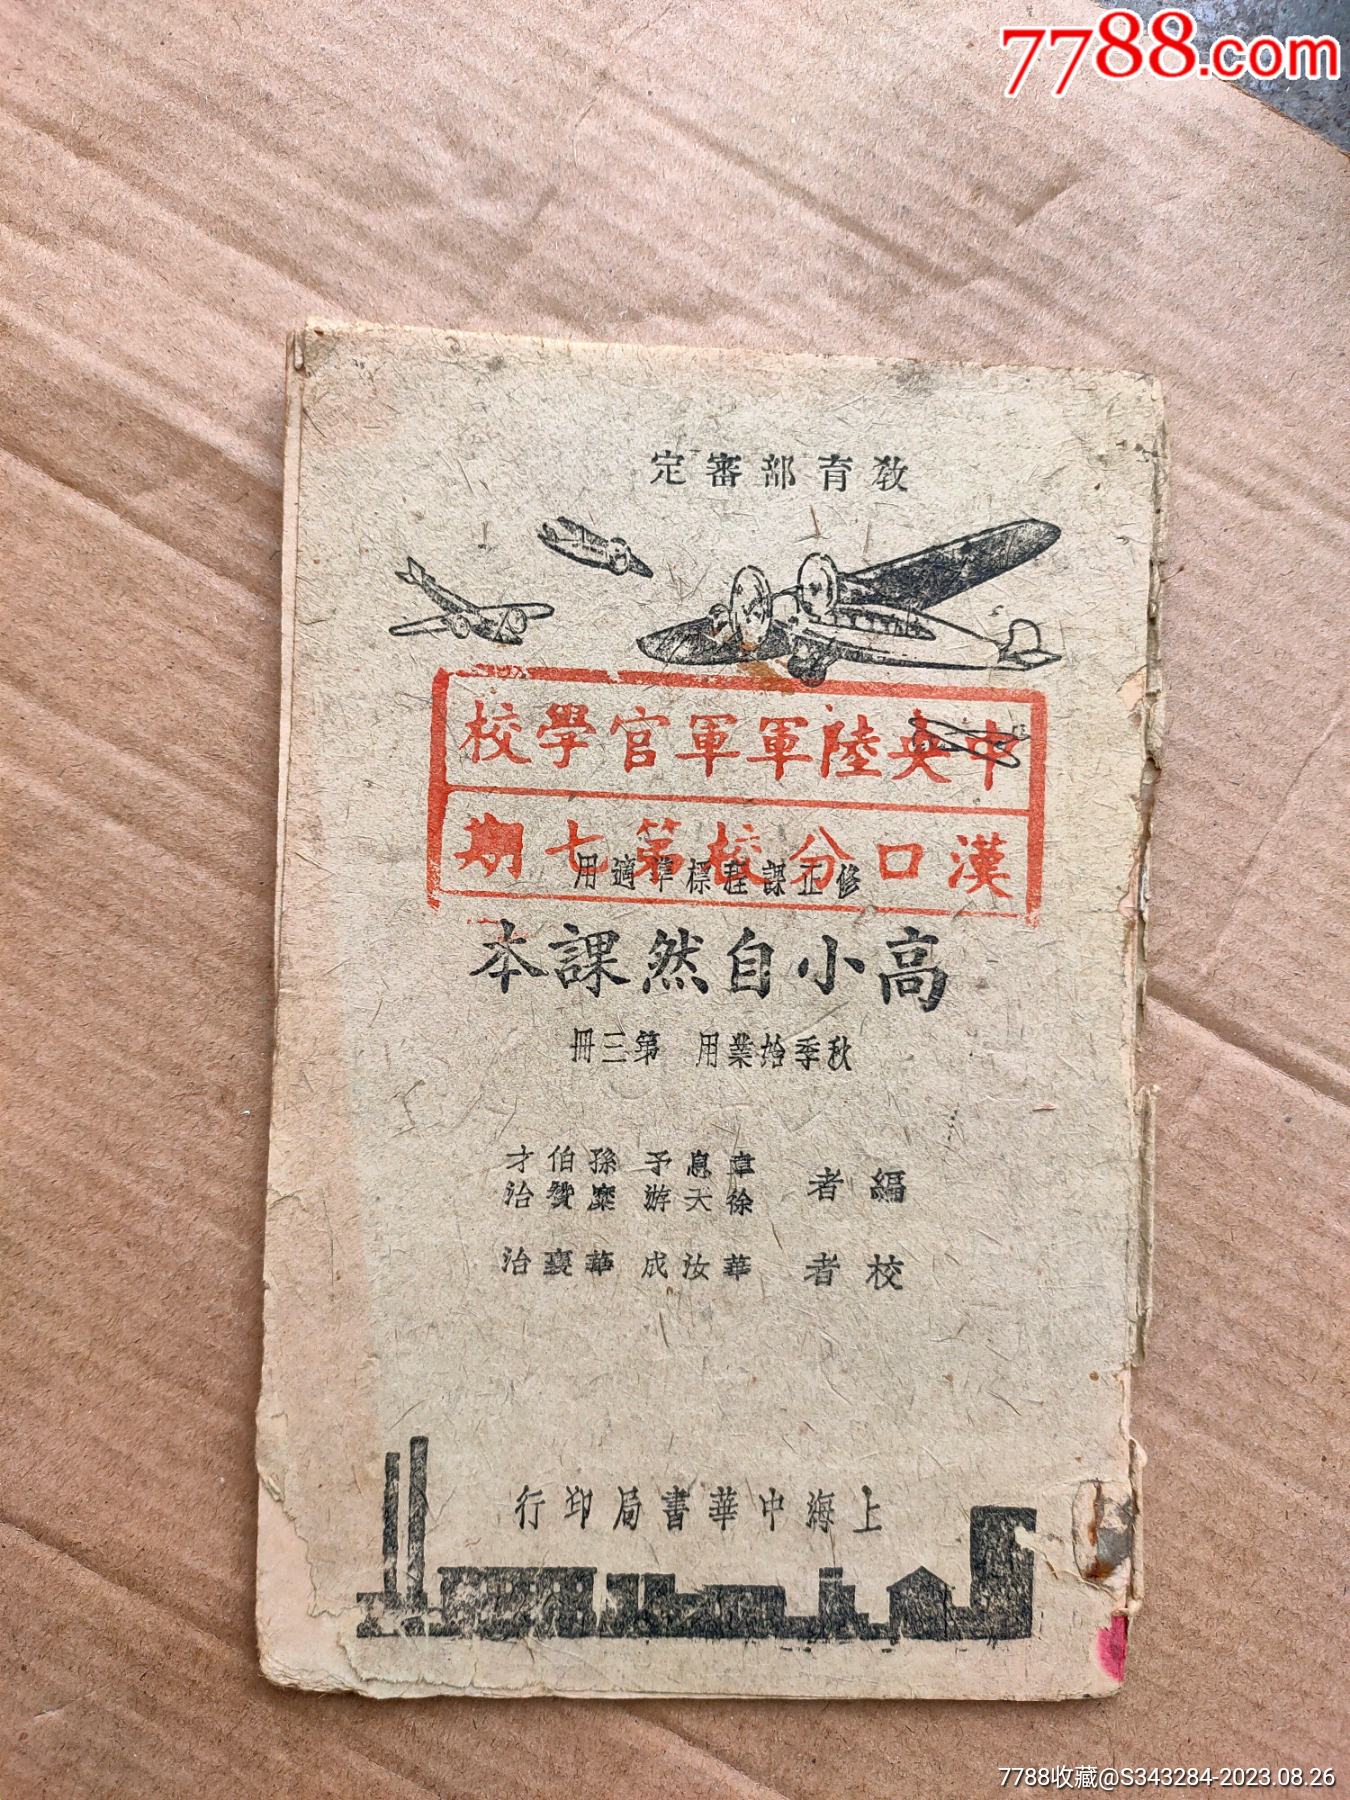 7788.com
教育部審定
中央陸軍軍官學校
漢口分校第七期
修正課程標準適用
高小自然課本
秋季始業用 第三冊
編者 韋息予 孫伯才
徐天游 糜贊治
校者 華汝成 華襄治
上海中華書局印行
7788收藏@S343284-2023.08.26